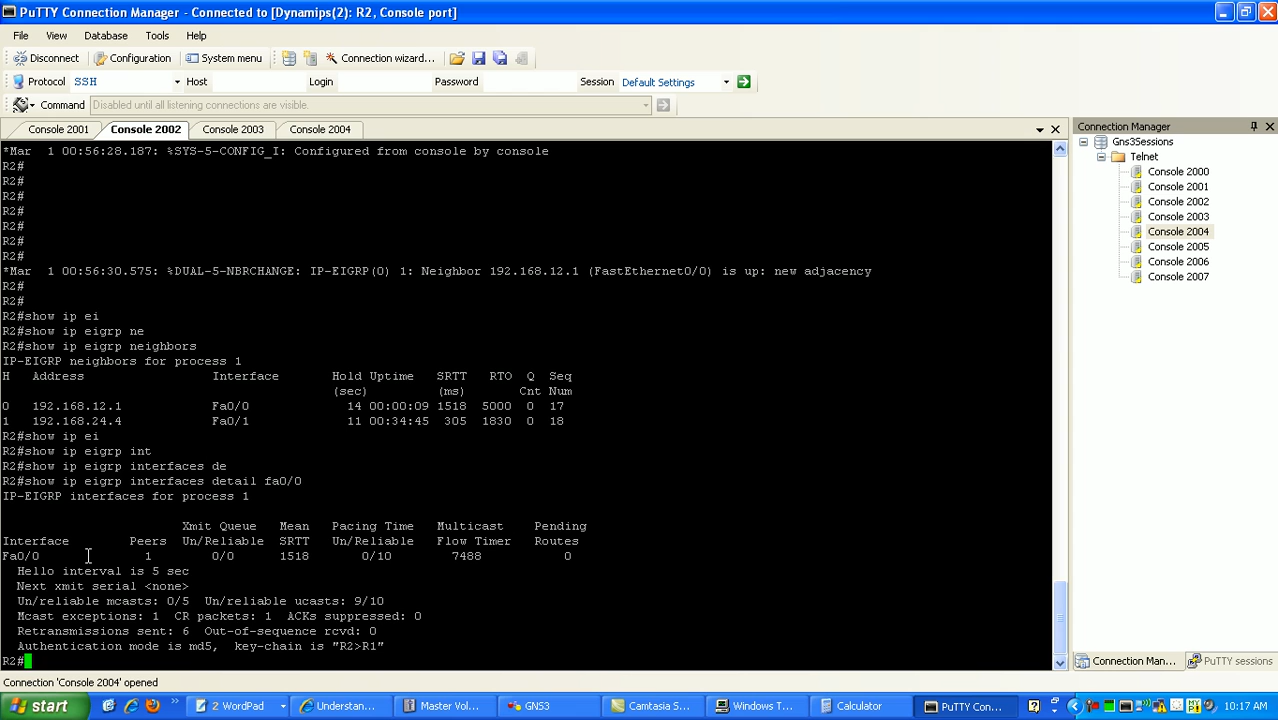 PuTTY Connection Manager - Connected to [Dynamips(2): R2, Console port]
File View Database Tools Help
Disconnect Configuration System menu Connection wizard...
Protocol SSH Host Login Password Session Default Settings
Command Disabled until all listening connections are visible.
Console 2001 Console 2002 Console 2003 Console 2004
*Mar  1 00:56:28.187: %SYS-5-CONFIG_I: Configured from console by console
R2#
R2#
R2#
R2#
R2#
R2#
R2#
*Mar  1 00:56:30.575: %DUAL-5-NBRCHANGE: IP-EIGRP(0) 1: Neighbor 192.168.12.1 (FastEthernet0/0) is up: new adjacency
R2#
R2#
R2#show ip ei
R2#show ip eigrp ne
R2#show ip eigrp neighbors
IP-EIGRP neighbors for process 1
H   Address                 Interface       Hold Uptime   SRTT   RTO  Q  Seq
                                            (sec)         (ms)       Cnt Num
0   192.168.12.1            Fa0/0             14 00:00:09 1518  5000  0  17
1   192.168.24.4            Fa0/1             11 00:34:45  305  1830  0  18
R2#show ip ei
R2#show ip eigrp int
R2#show ip eigrp interfaces de
R2#show ip eigrp interfaces detail fa0/0
IP-EIGRP interfaces for process 1
                        Xmit Queue   Mean   Pacing Time   Multicast    Pending
Interface        Peers  Un/Reliable  SRTT   Un/Reliable   Flow Timer   Routes
Fa0/0              1        0/0      1518       0/10        7488           0
  Hello interval is 5 sec
  Next xmit serial <none>
  Un/reliable mcasts: 0/5  Un/reliable ucasts: 9/10
  Mcast exceptions: 1  CR packets: 1  ACKs suppressed: 0
  Retransmissions sent: 6  Out-of-sequence rcvd: 0
  Authentication mode is md5,  key-chain is "R2>R1"
R2#
Connection Manager
Gns3Sessions
Telnet
Console 2000
Console 2001
Console 2002
Console 2003
Console 2004
Console 2005
Console 2006
Console 2007
Connection Man... PuTTY sessions
Connection 'Console 2004' opened
start 2 WordPad Understan... Master Vol... GNS3 Camtasia S... Windows T... Calculator PuTTY Con... 10:17 AM